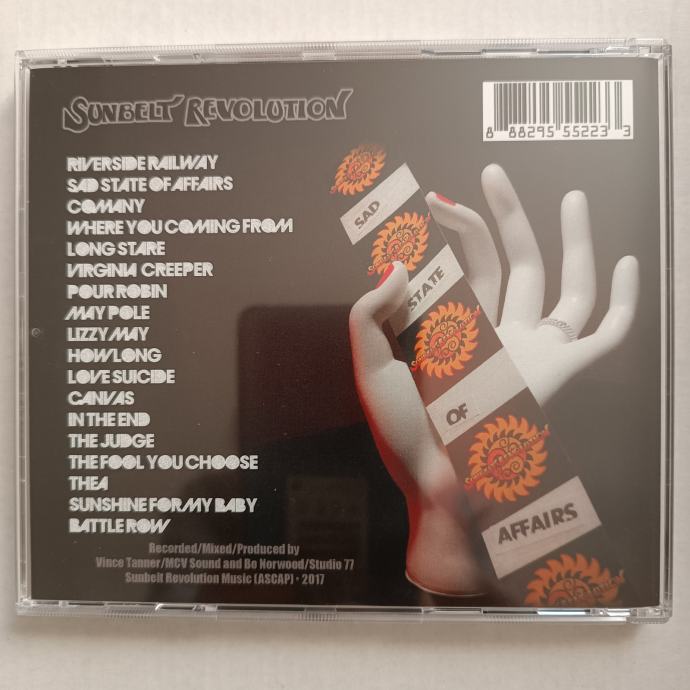 SUNBELT REVOLUTION
8 88295 55223 3
RIVERSIDE RAILWAY
SAD STATE OF AFFAIRS
COMANY
WHERE YOU COMING FROM
LONG STARE
VIRGINIA CREEPER
POUR ROBIN
MAY POLE
LIZZY MAY
HOW LONG
LOVE SUICIDE
CANVAS
IN THE END
THE JUDGE
THE FOOL YOU CHOOSE
THEA
SUNSHINE FOR MY BABY
BATTLE ROW
SAD
STATE
OF
AFFAIRS
Recorded/Mixed/Produced by
Vince Tanner/MCV Sound and Bo Norwood/Studio 77
Sunbelt Revolution Music (ASCAP) • 2017